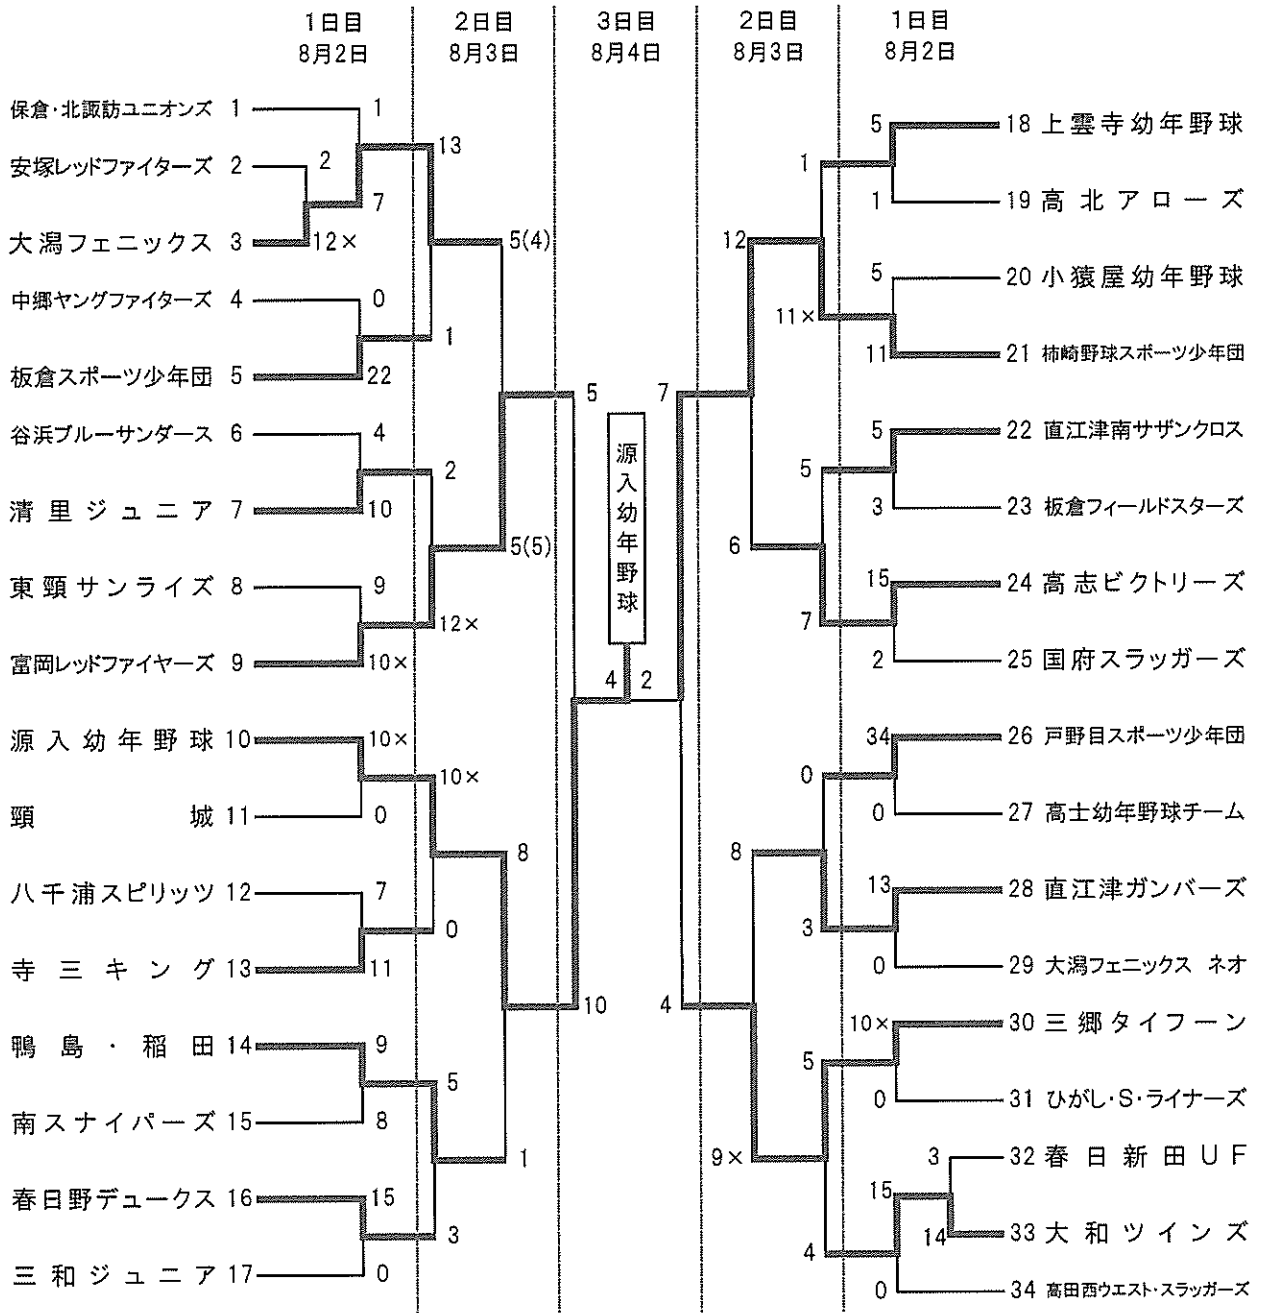 1日目
8月2日
2日目
8月3日
3日目
8月4日
2日目
8月3日
1日目
8月2日
保倉・北諏訪ユニオンズ 1
1
安塚レッドファイターズ 2
2
13
7
大潟フェニックス 3
12×
5(4)
中郷ヤングファイターズ 4
0
1
板倉スポーツ少年団 5
22
5
谷浜ブルーサンダース 6
4
2
清里ジュニア 7
10
5(5)
東頸サンライズ 8
9
12×
富岡レッドファイヤーズ 9
10×
源入幼年野球 10
10×
10×
頸城 11
0
8
八千浦スピリッツ 12
7
0
寺三キング 13
11
10
鴨島・稲田 14
9
5
南スナイパーズ 15
8
1
春日野デュークス 16
15
3
三和ジュニア 17
0
源入幼年野球
4 2
5
18 上雲寺幼年野球
1
1
19 高北アローズ
12
5
20 小猿屋幼年野球
11×
11
21 柿崎野球スポーツ少年団
7
5
22 直江津南サザンクロス
5
3
23 板倉フィールドスターズ
6
15
24 高志ビクトリーズ
7
2
25 国府スラッガーズ
34
26 戸野目スポーツ少年団
0
0
27 高士幼年野球チーム
8
13
28 直江津ガンバーズ
3
0
29 大潟フェニックス ネオ
4
10×
30 三郷タイフーン
5
0
31 ひがし・S・ライナーズ
9×
3
32 春日新田UF
15
14
33 大和ツインズ
4
0
34 高田西ウエスト・スラッガーズ